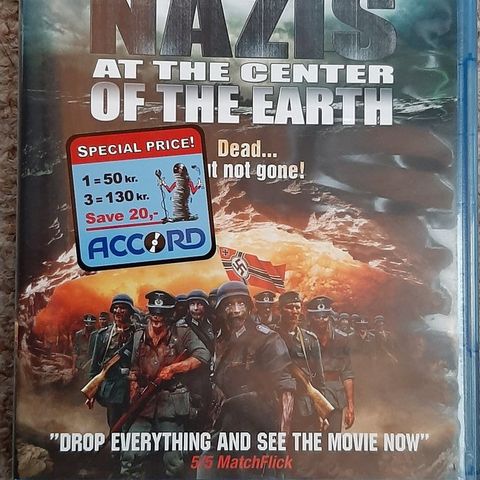 NAZIS
AT THE CENTER
OF THE EARTH
Dead...
ut not gone!
SPECIAL PRICE!
1 = 50 kr.
3 = 130 kr.
Save 20,-
ACCORD
"DROP EVERYTHING AND SEE THE MOVIE NOW"
5/5 MatchFlick